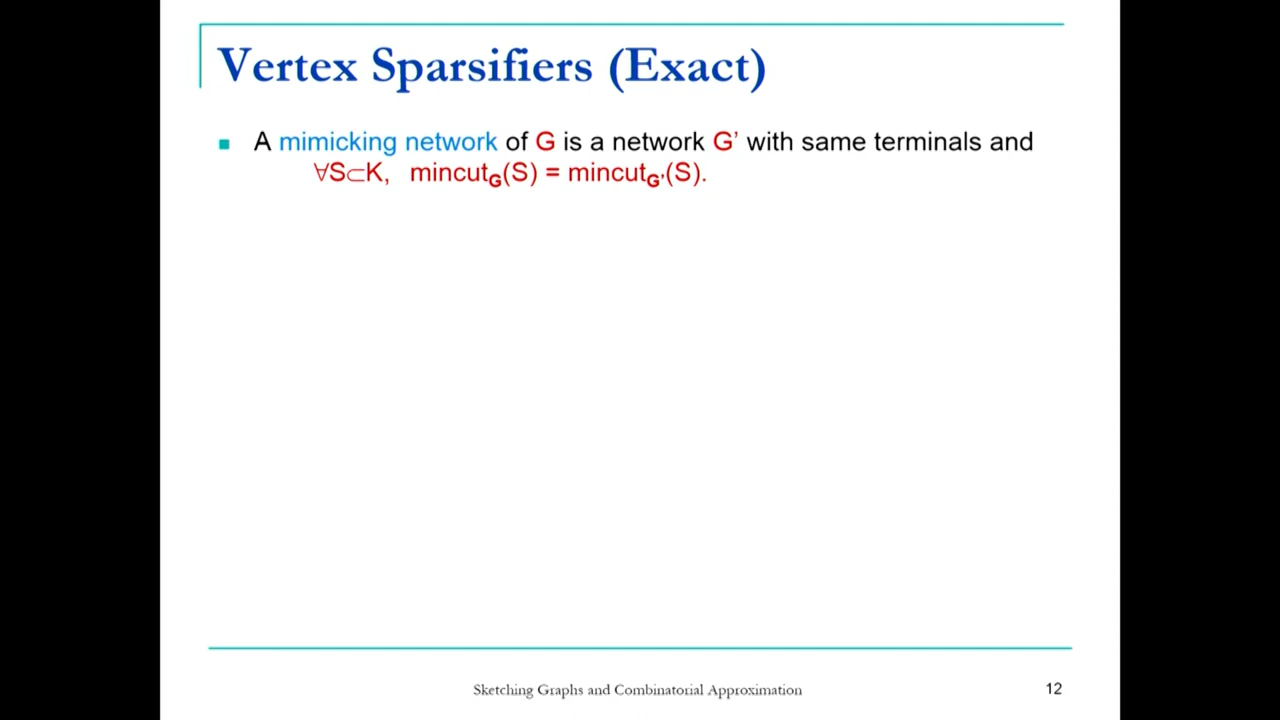 Vertex Sparsifiers (Exact)
A mimicking network of G is a network G’ with same terminals and
∀S⊂K, mincut_G(S) = mincut_G’(S).
Sketching Graphs and Combinatorial Approximation
12